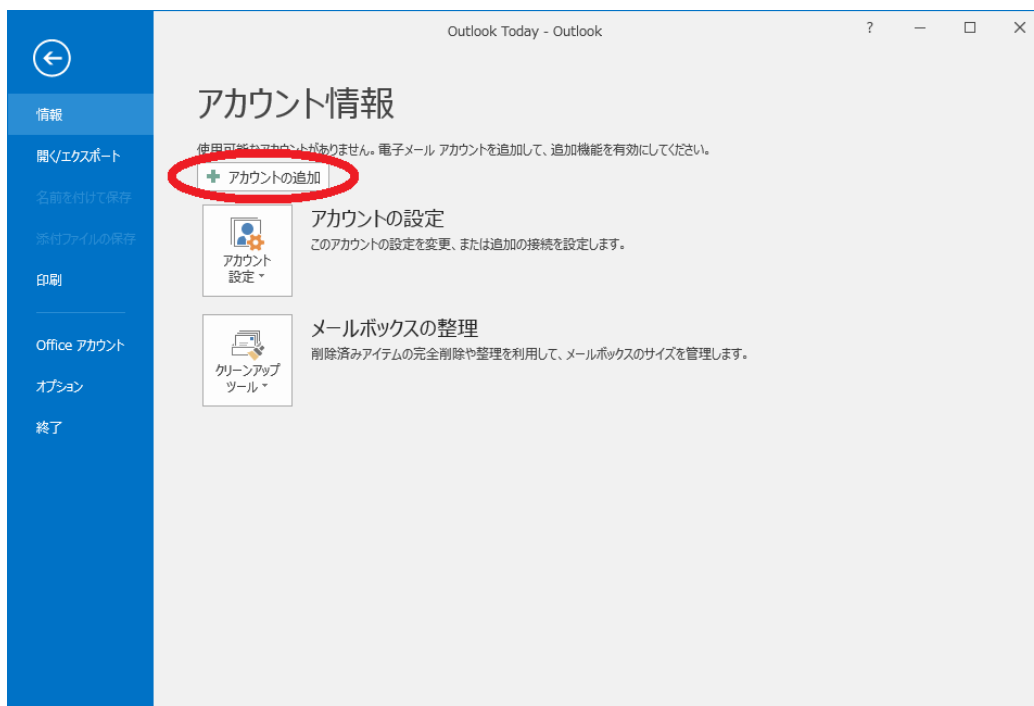 Outlook Today - Outlook
?
情報
開く/エクスポート
名前を付けて保存
添付ファイルの保存
印刷
Office アカウント
オプション
終了
アカウント情報
使用可能なアカウントがありません。電子メール アカウントを追加して、追加機能を有効にしてください。
アカウントの追加
アカウント
設定
アカウントの設定
このアカウントの設定を変更、または追加の接続を設定します。
クリーンアップ
ツール
メールボックスの整理
削除済みアイテムの完全削除や整理を利用して、メールボックスのサイズを管理します。